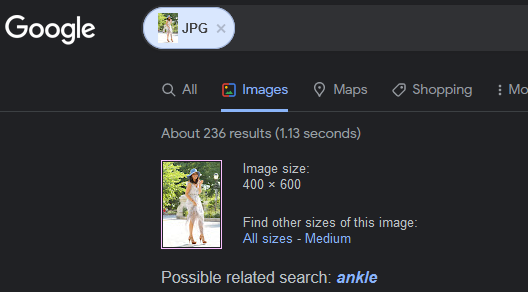 Google
JPG ×
All Images Maps Shopping Mo
About 236 results (1.13 seconds)
Image size:
400 × 600
Find other sizes of this image:
All sizes - Medium
Possible related search: ankle